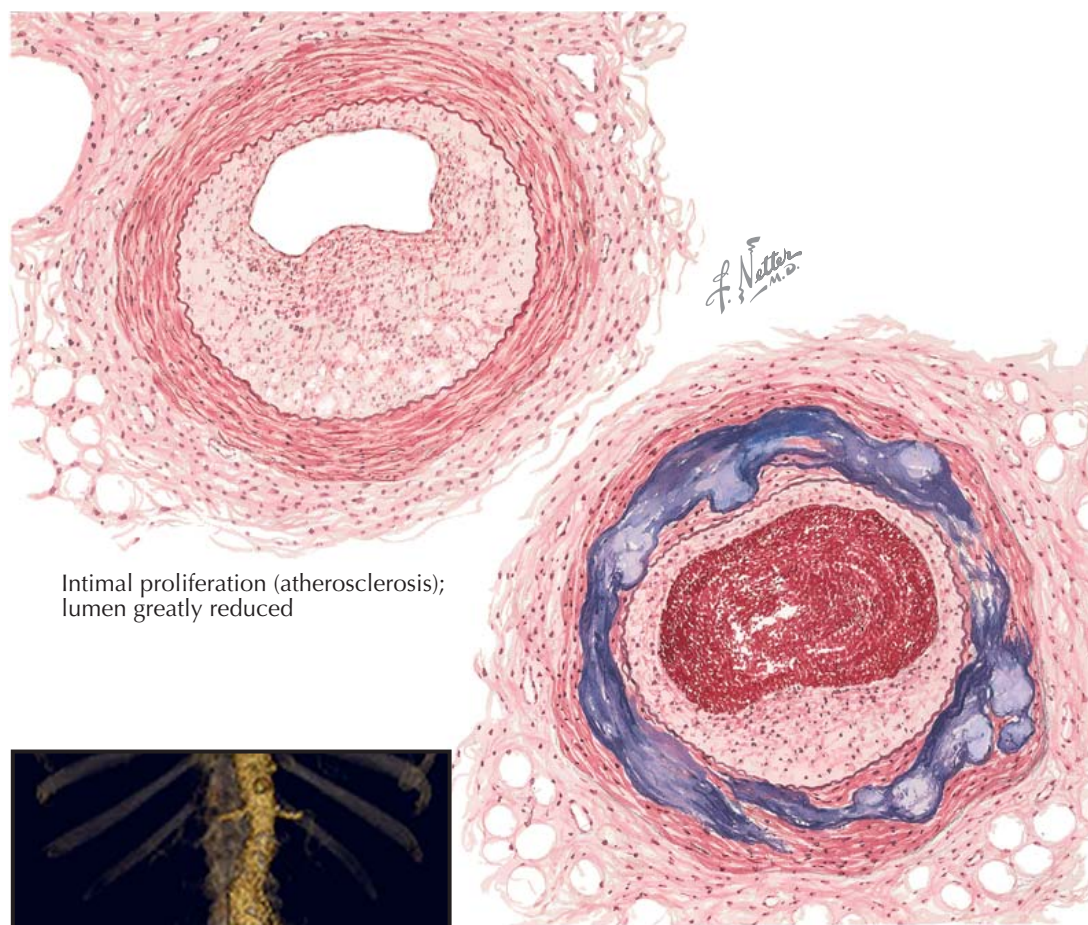 F. Netter
M.D.
Intimal proliferation (atherosclerosis);
lumen greatly reduced